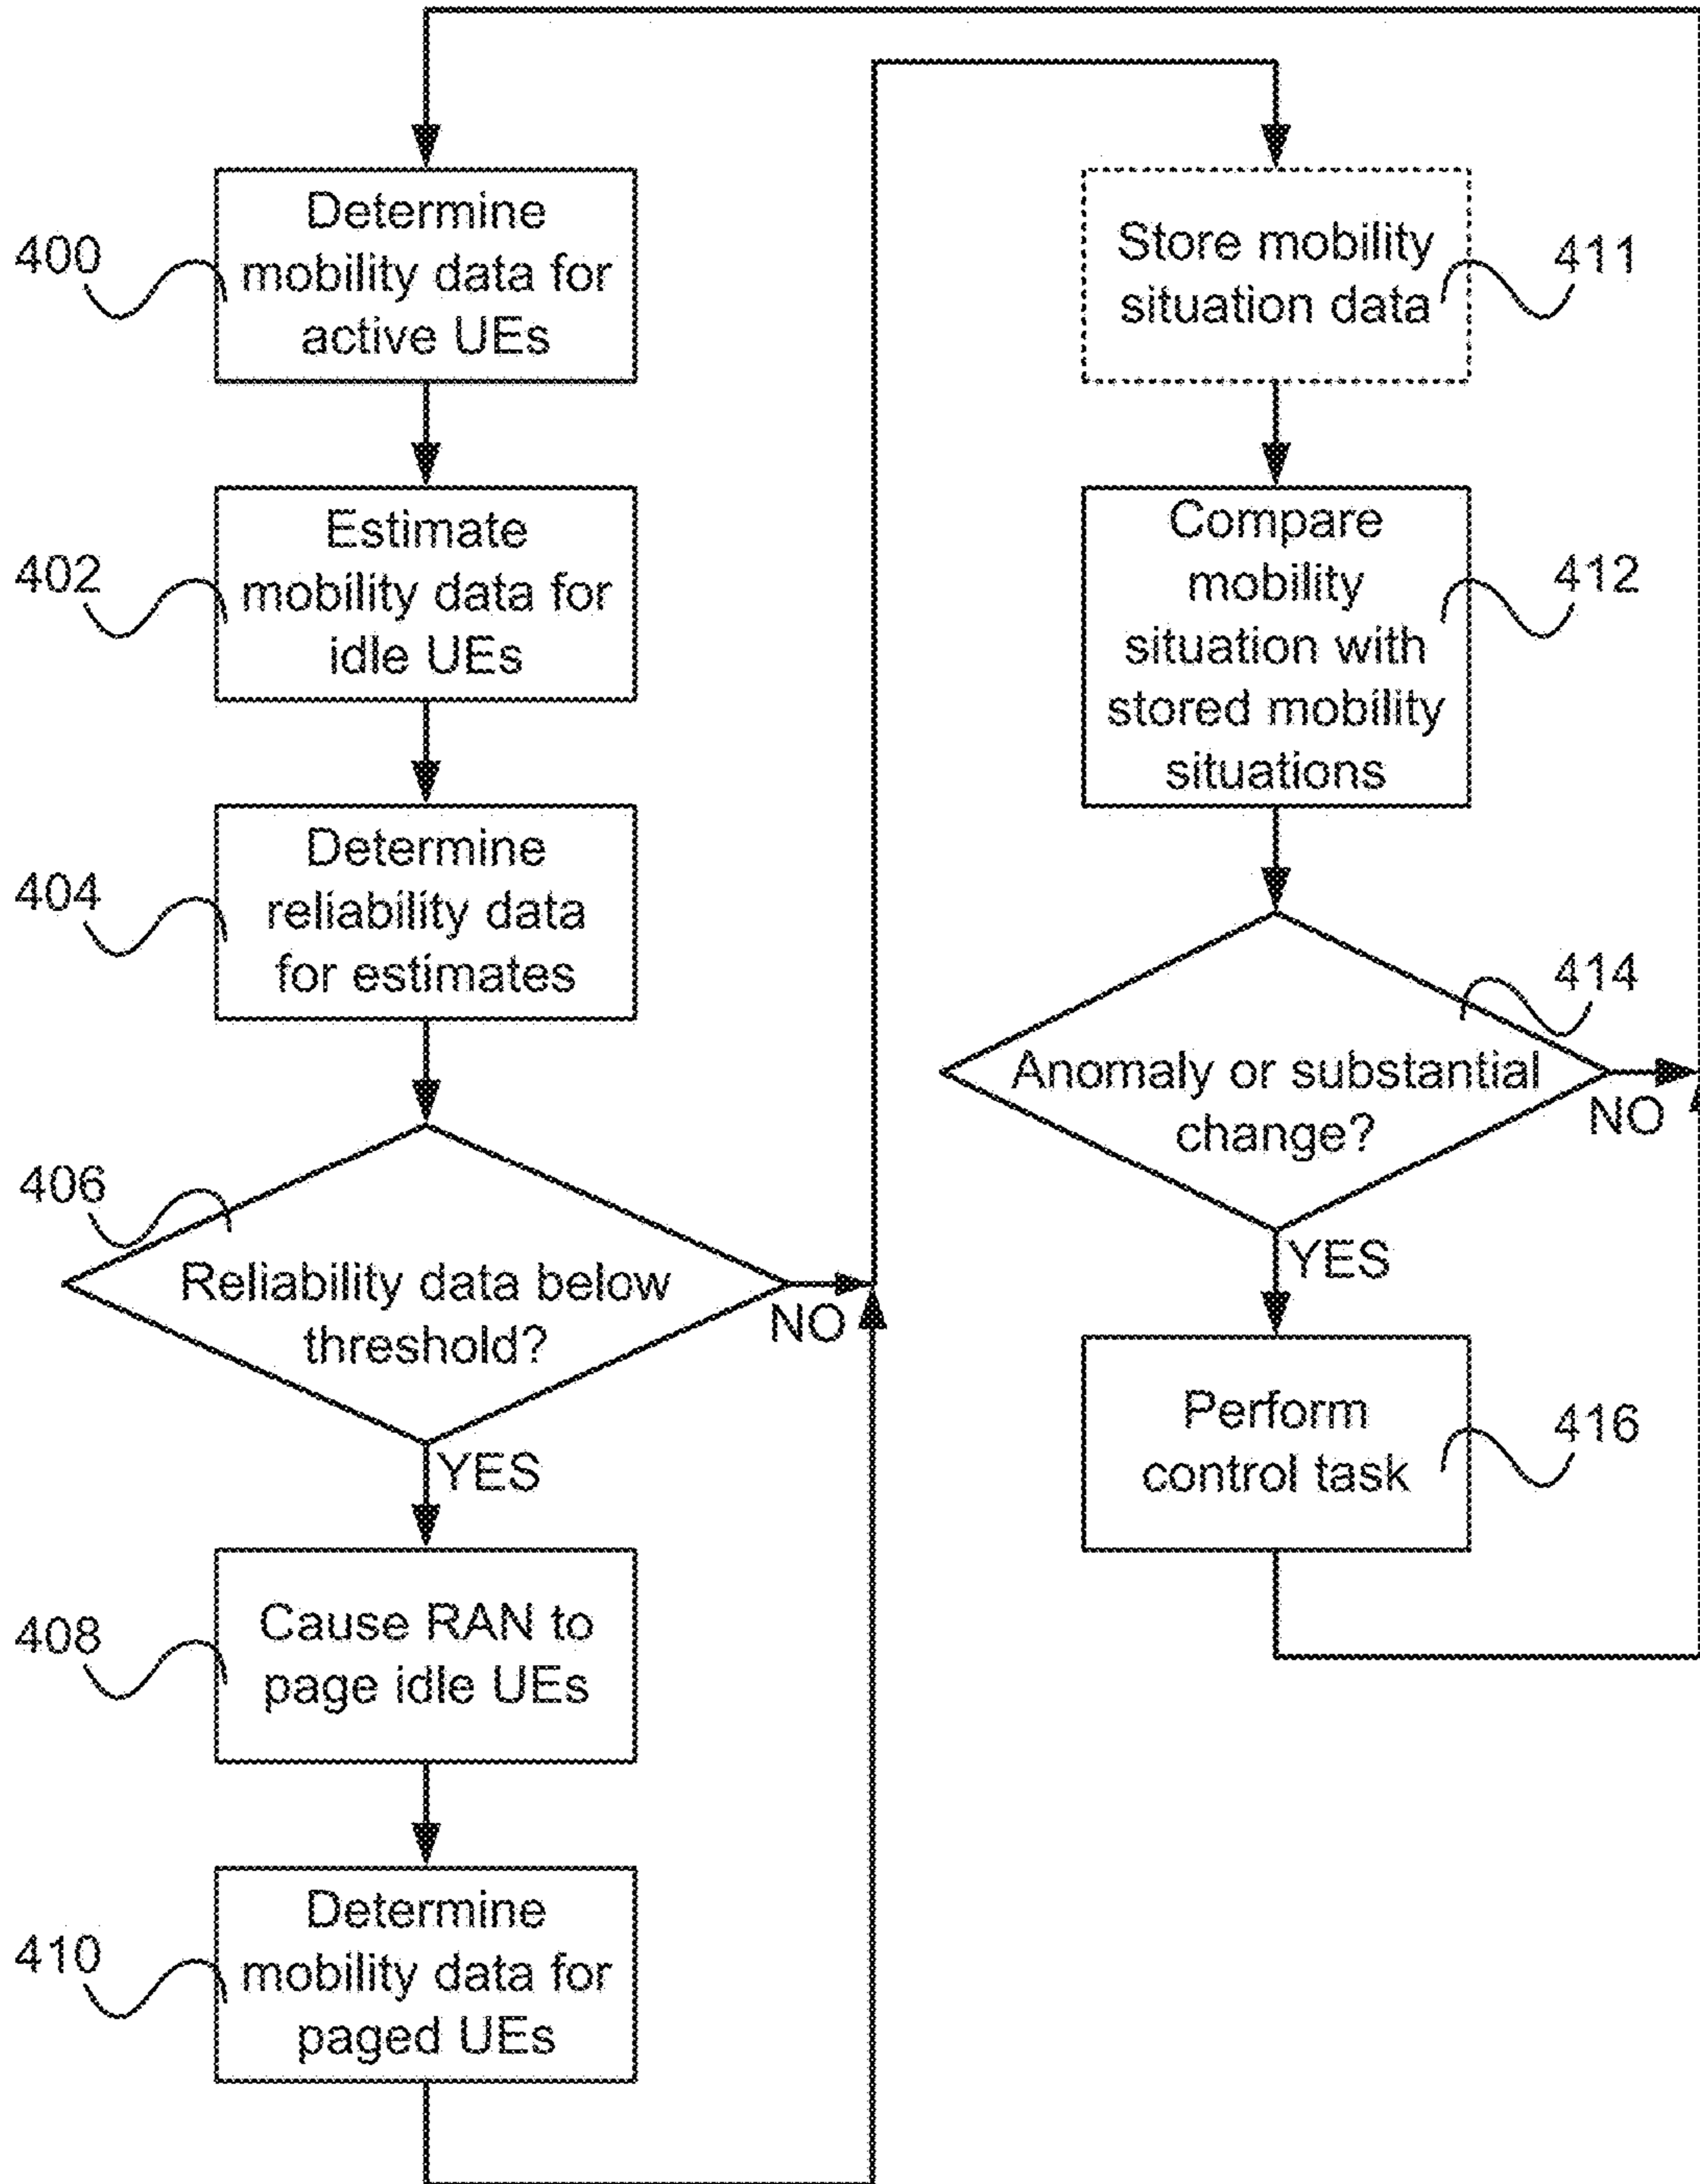 400
Determine
mobility data for
active UEs
402
Estimate
mobility data for
idle UEs
404
Determine
reliability data
for estimates
406
Reliability data below
threshold?
NO
YES
408
Cause RAN to
page idle UEs
410
Determine
mobility data for
paged UEs
Store mobility
situation data
411
Compare
mobility
situation with
stored mobility
situations
412
414
Anomaly or substantial
change?
NO
YES
Perform
control task
416